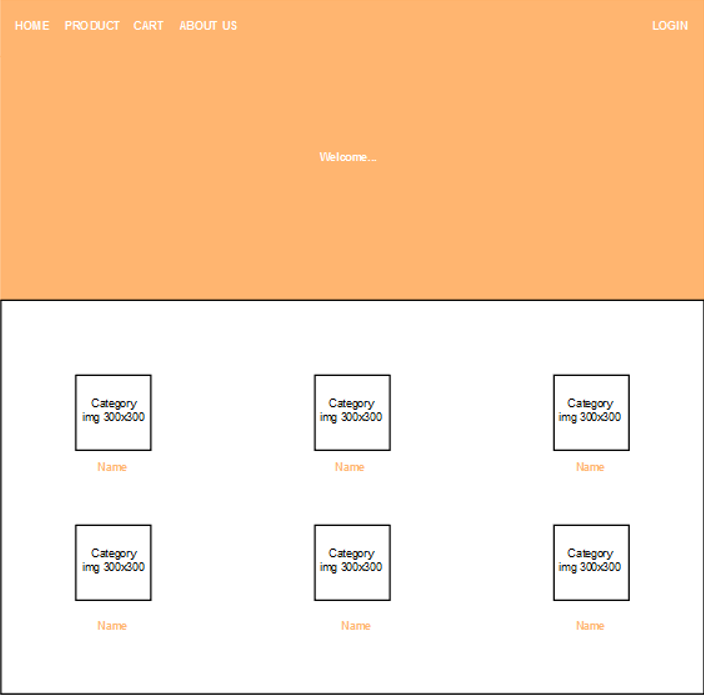 HOME PRODUCT CART ABOUT US LOGIN
Welcome...
Category Category Category
img 300x300 img 300x300 img 300x300
Name Name Name
Category Category Category
img 300x300 img 300x300 img 300x300
Name Name Name